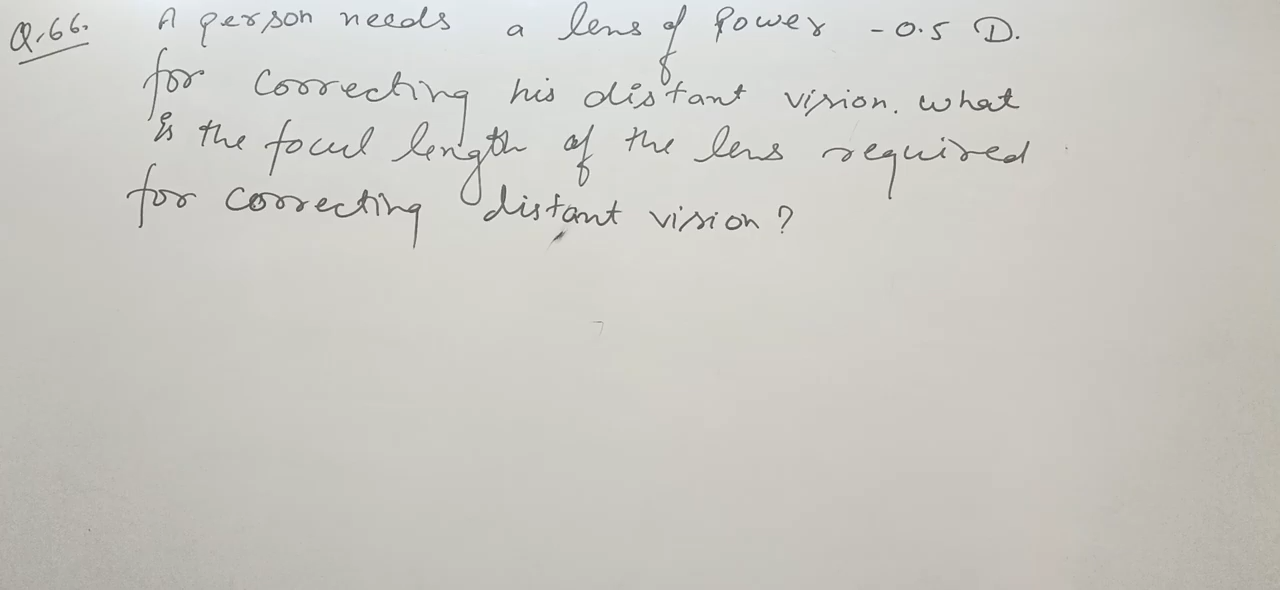 Q.66. A person needs a lens of Power -0.5 D.
for correcting his distant vision. what
is the focul length of the lens required
for correcting distant vision?